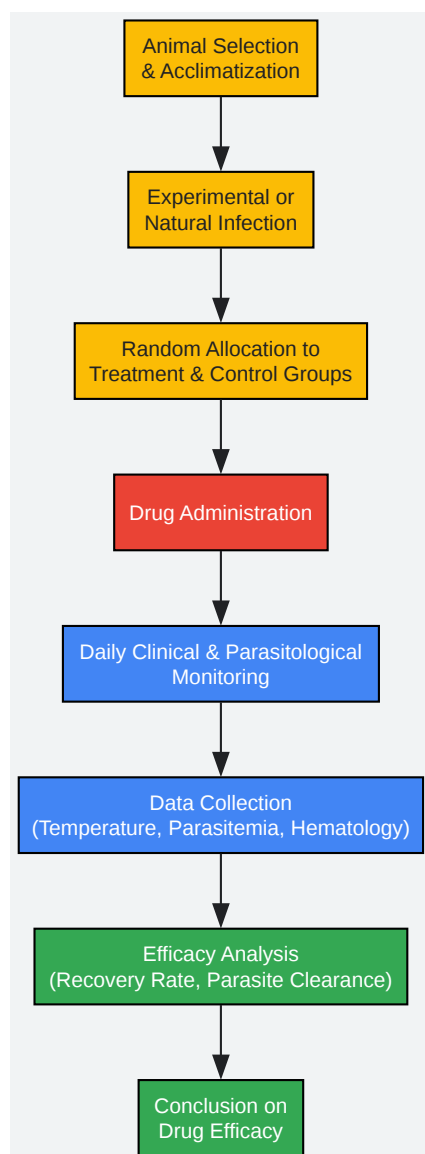 Animal Selection
& Acclimatization
Experimental or
Natural Infection
Random Allocation to
Treatment & Control Groups
Drug Administration
Daily Clinical & Parasitological
Monitoring
Data Collection
(Temperature, Parasitemia, Hematology)
Efficacy Analysis
(Recovery Rate, Parasite Clearance)
Conclusion on
Drug Efficacy